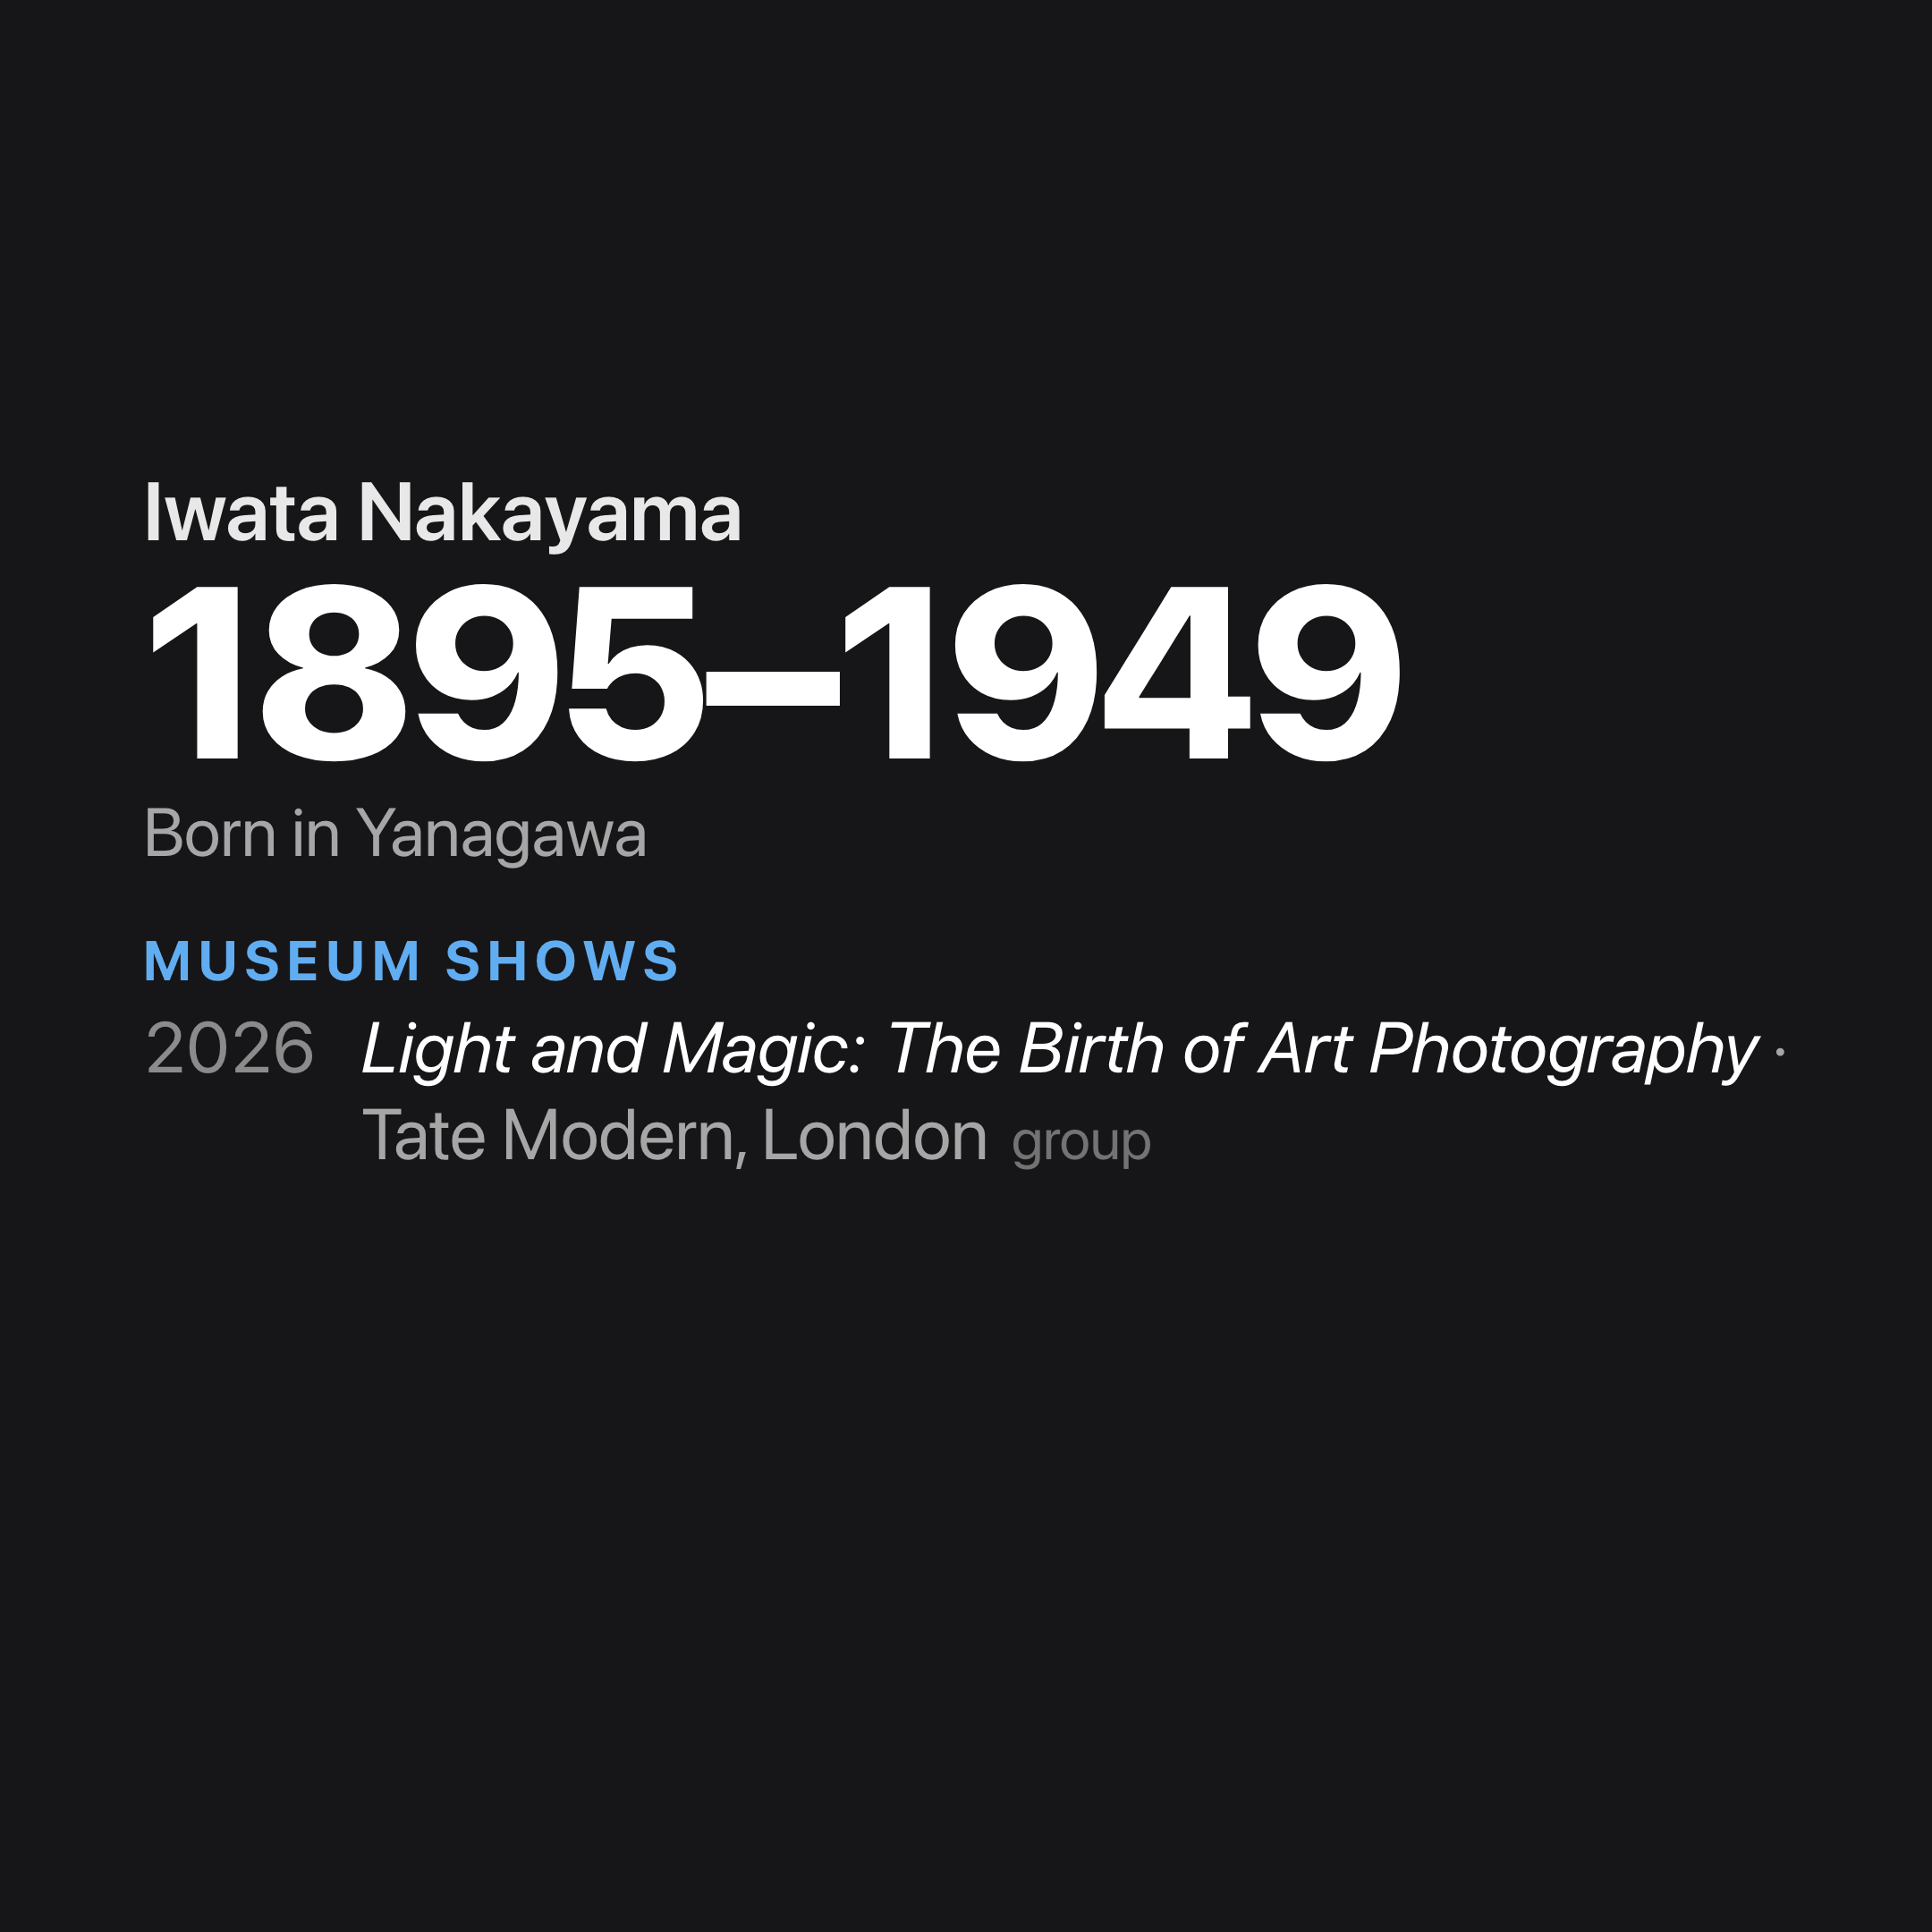 Iwata Nakayama
1895–1949
Born in Yanagawa
MUSEUM SHOWS
2026 Light and Magic: The Birth of Art Photography ·
Tate Modern, London group